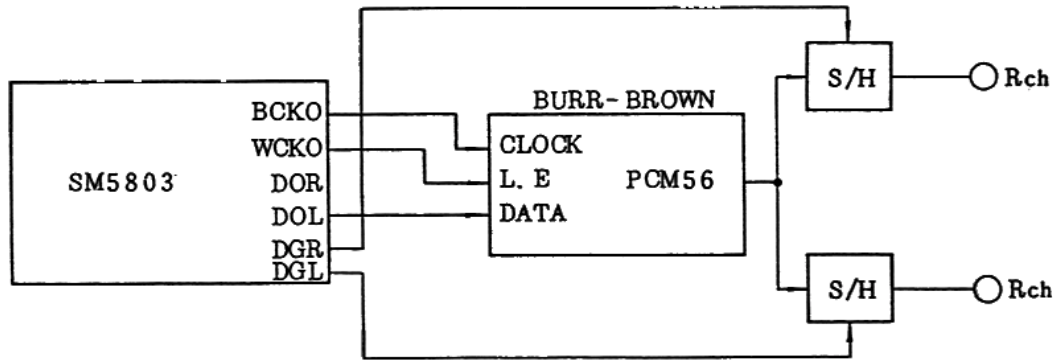 SM5803
BCKO
WCKO
DOR
DOL
DGR
DGL
BURR-BROWN
CLOCK
L.E
DATA
PCM56
S/H
Rch
S/H
Rch